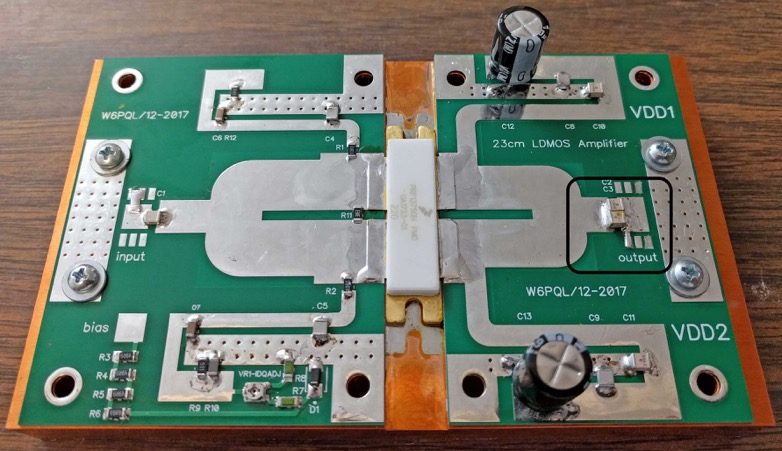 W6PQL/12-2017
C6 R12
C4
R1
C12
C8
C10
VDD1
23cm LDMOS Amplifier
C1
R11
C2
C3
input
output
R2
W6PQL/12-2017
bias
C5
C13
C9
C11
VDD2
R3
R4
R5
R6
VR1-IDQADJ
R8
R7
R9 R10
D1